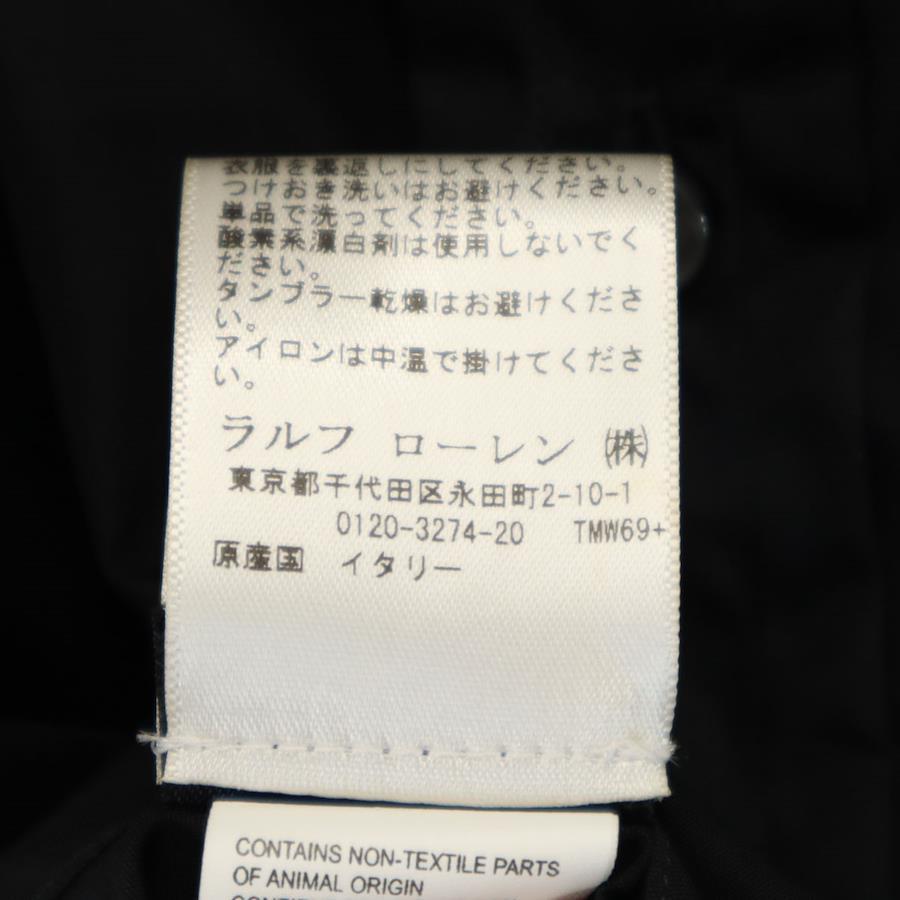 衣服を裏返しにしてください。
つけおき洗いはお避けください。
単品で洗ってください。
酸素系漂白剤は使用しないでく
ださい。
タンブラー乾燥はお避けくださ
い。
アイロンは中温で掛けてくださ
い。
ラルフ ローレン ㈱
東京都千代田区永田町2-10-1
0120-3274-20 TMW69+
原産国 イタリー
CONTAINS NON-TEXTILE PARTS
OF ANIMAL ORIGIN